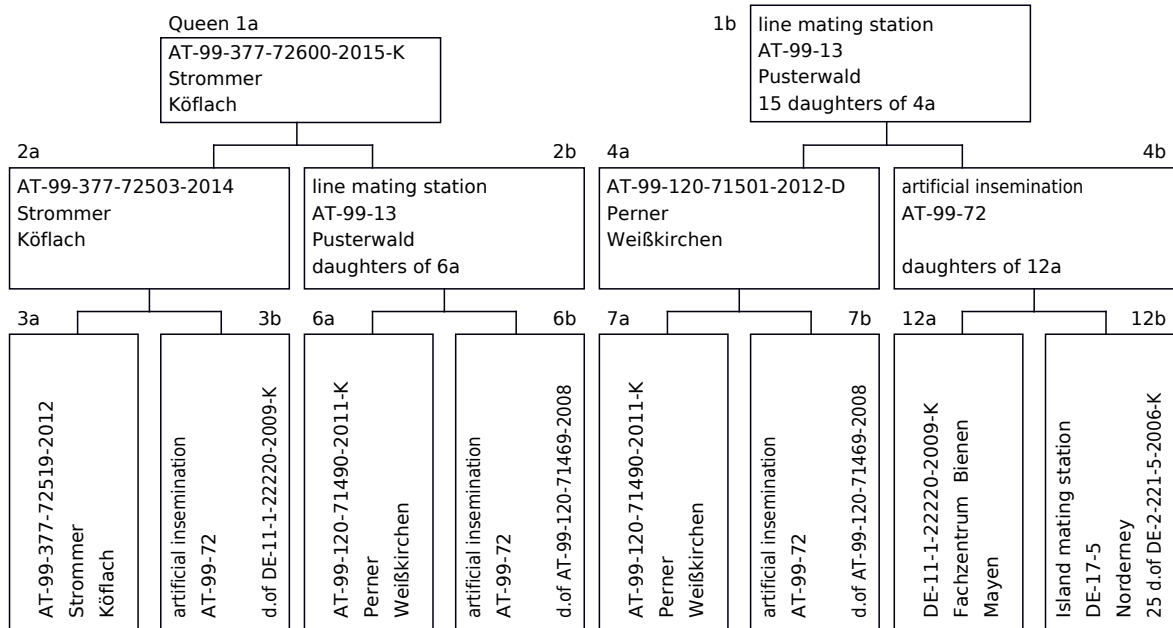 Queen 1a
AT-99-377-72600-2015-K
Strommer
Köflach
1b
line mating station
AT-99-13
Pusterwald
15 daughters of 4a
2a
AT-99-377-72503-2014
Strommer
Köflach
2b
line mating station
AT-99-13
Pusterwald
daughters of 6a
4a
AT-99-120-71501-2012-D
Perner
Weißkirchen
4b
artificial insemination
AT-99-72
daughters of 12a
3a
AT-99-377-72519-2012
Strommer
Köflach
3b
artificial insemination
AT-99-72
d.of DE-11-1-22220-2009-K
6a
AT-99-120-71490-2011-K
Perner
Weißkirchen
6b
artificial insemination
AT-99-72
d.of AT-99-120-71469-2008
7a
AT-99-120-71490-2011-K
Perner
Weißkirchen
7b
artificial insemination
AT-99-72
d.of AT-99-120-71469-2008
12a
DE-11-1-22220-2009-K
Fachzentrum Bienen
Mayen
12b
Island mating station
DE-17-5
Norderney
25 d.of DE-2-221-5-2006-K